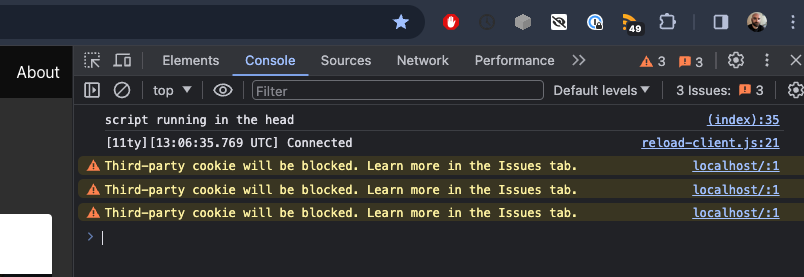 49
About
Elements Console Sources Network Performance 3 3
top Filter Default levels 3 Issues: 3
script running in the head (index):35
[11ty][13:06:35.769 UTC] Connected reload-client.js:21
Third-party cookie will be blocked. Learn more in the Issues tab. localhost/:1
Third-party cookie will be blocked. Learn more in the Issues tab. localhost/:1
Third-party cookie will be blocked. Learn more in the Issues tab. localhost/:1